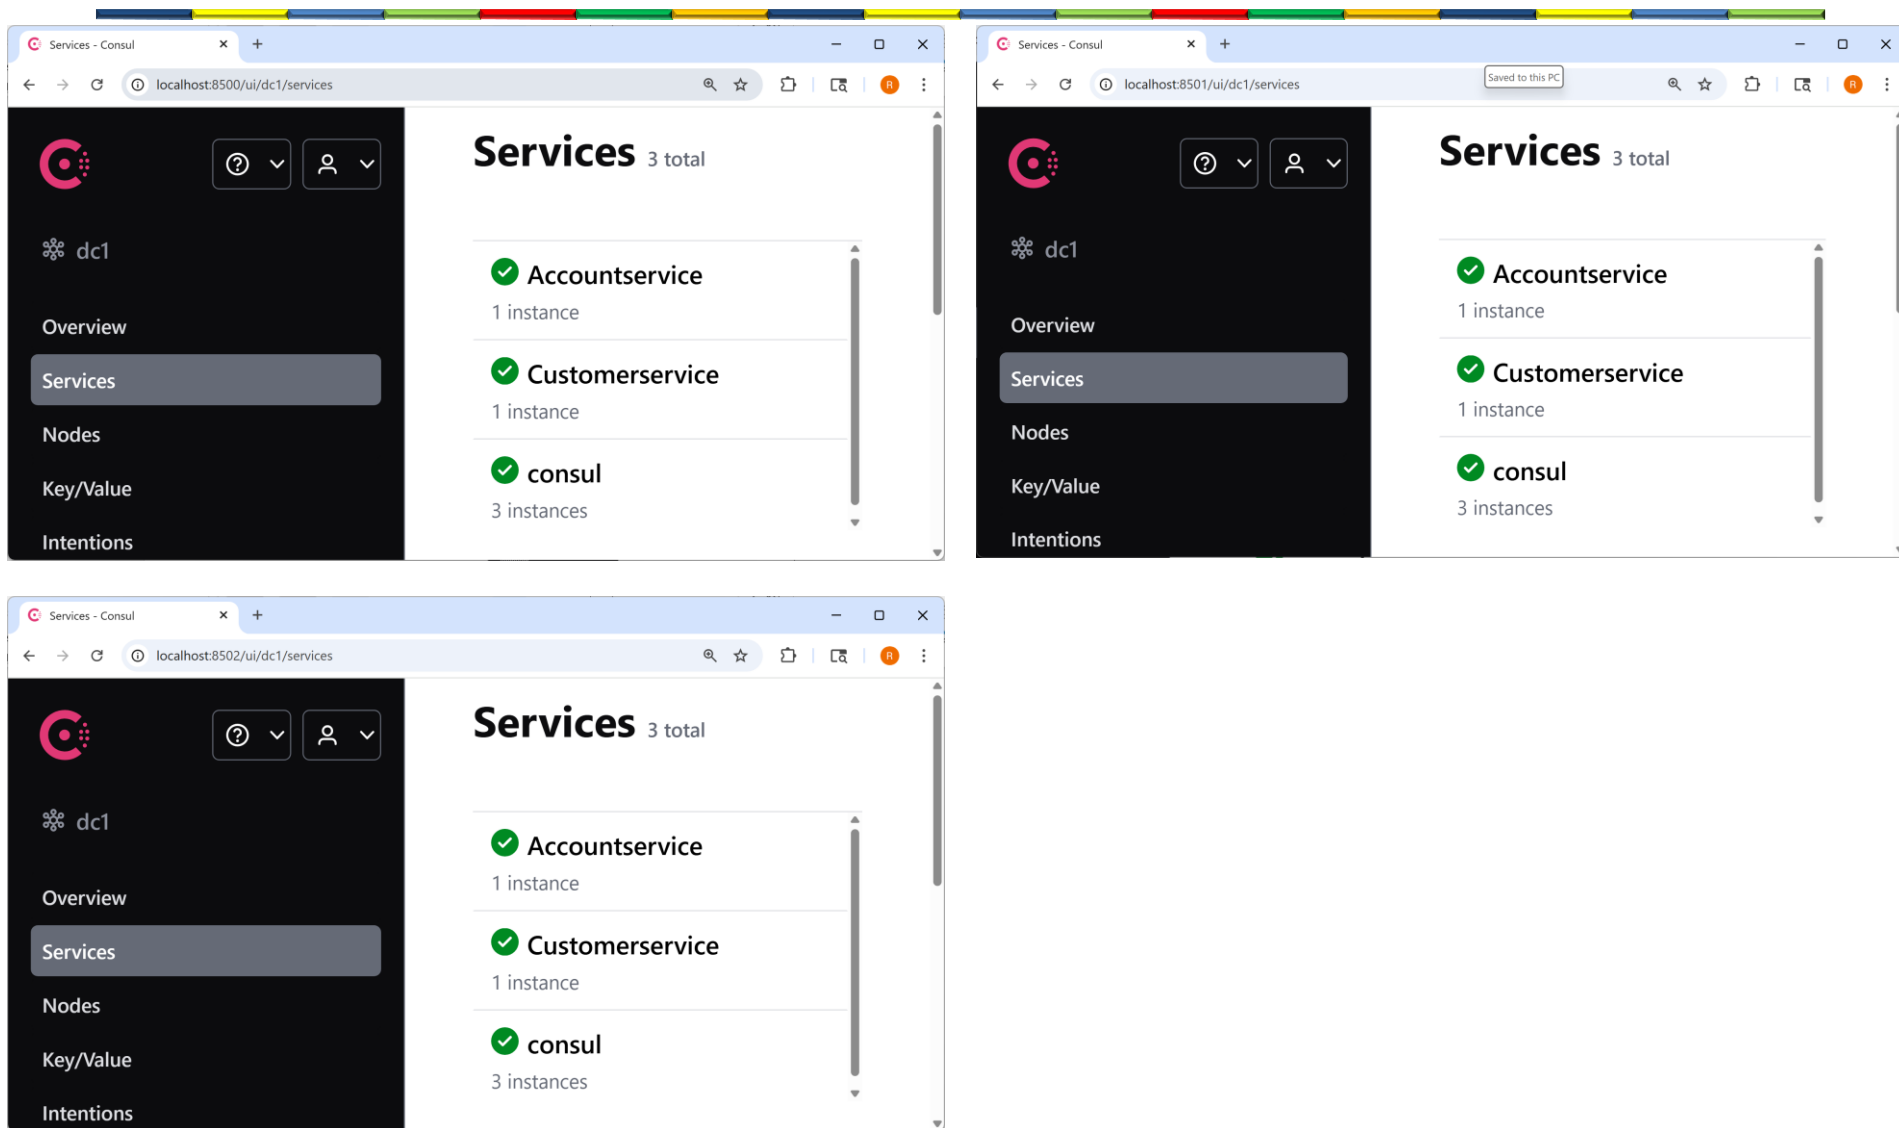 Services - Consul
localhost:8500/ui/dc1/services
R
Services 3 total
dc1
Accountservice
1 instance
Overview
Services
Customerservice
1 instance
Nodes
consul
Key/Value
3 instances
Intentions
Services - Consul
Saved to this PC
localhost:8501/ui/dc1/services
R
Services 3 total
dc1
Accountservice
1 instance
Overview
Services
Customerservice
1 instance
Nodes
consul
Key/Value
3 instances
Intentions
Services - Consul
localhost:8502/ui/dc1/services
R
Services 3 total
dc1
Accountservice
1 instance
Overview
Services
Customerservice
1 instance
Nodes
consul
Key/Value
3 instances
Intentions